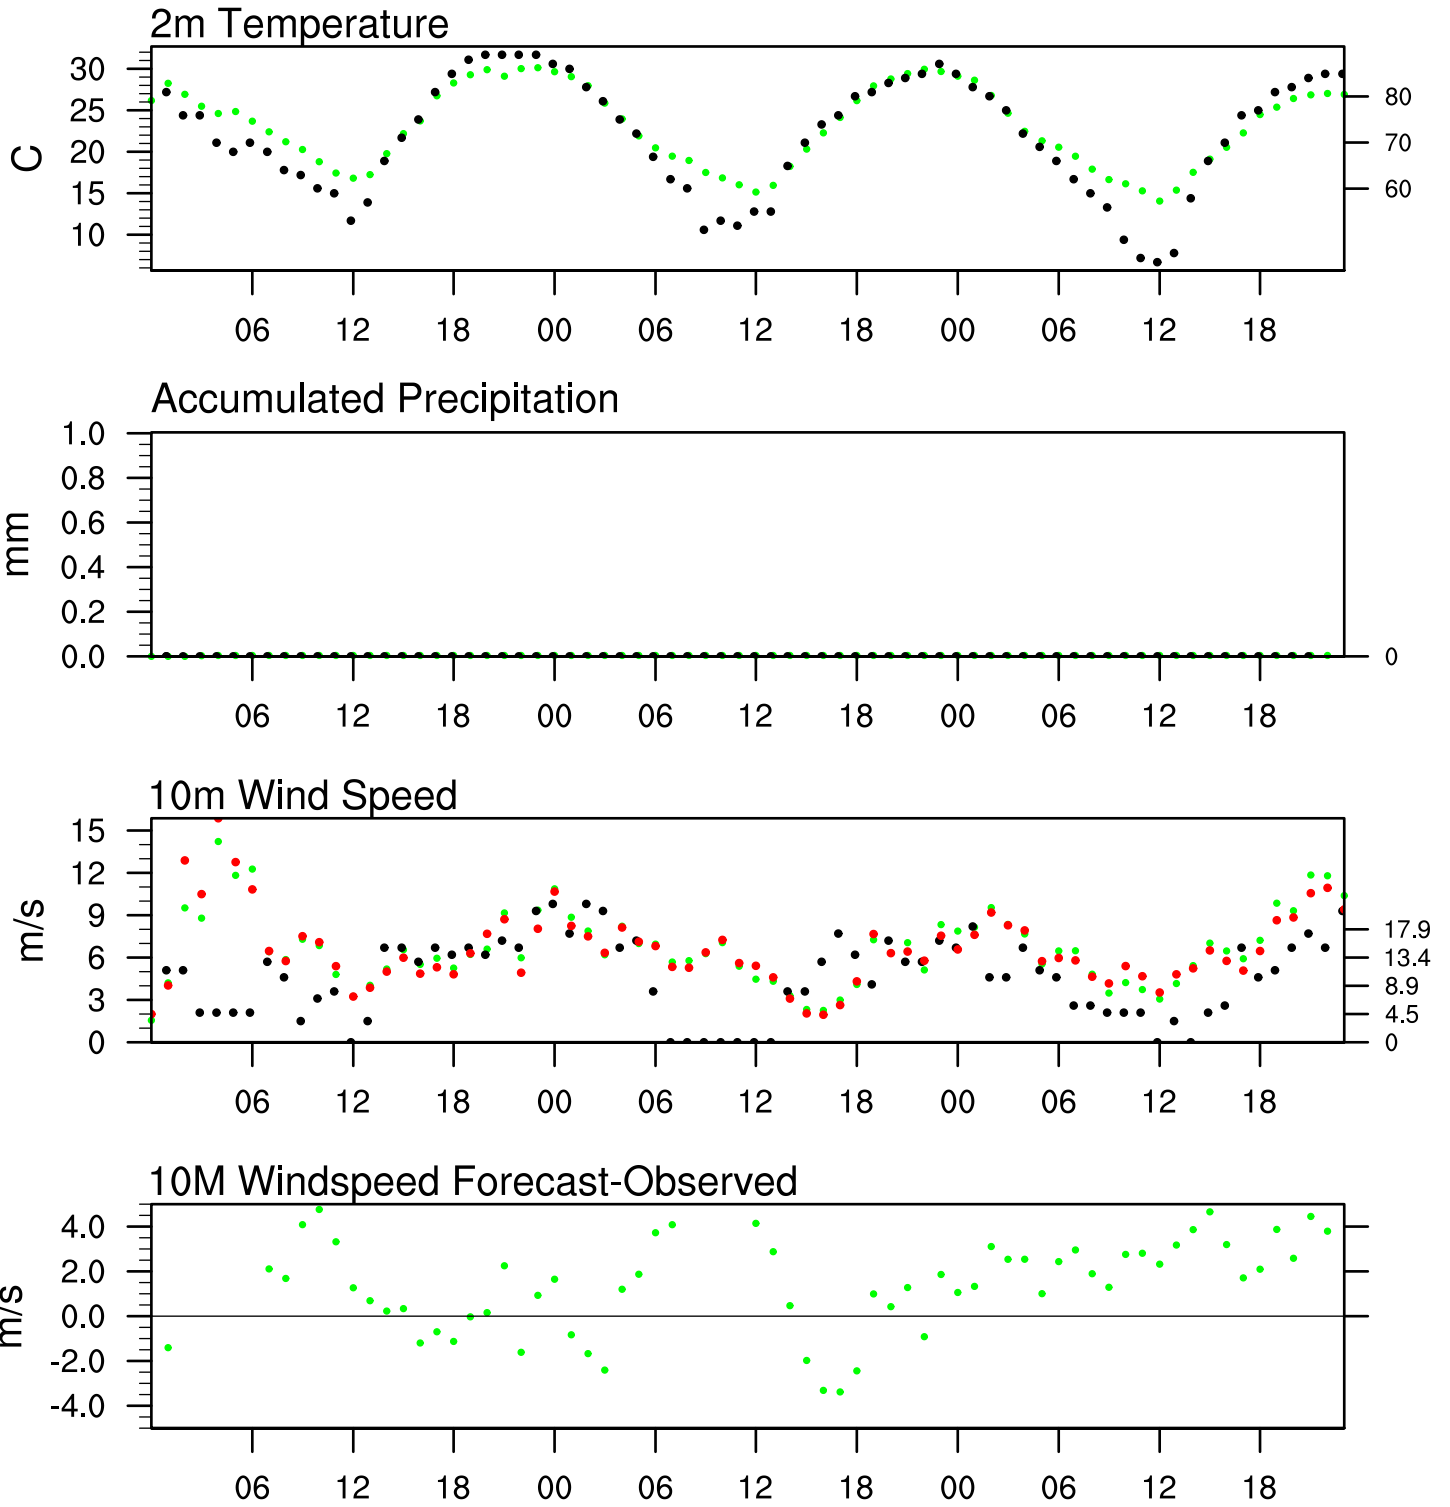 2m Temperature
30
25
20
15
10
C
80
70
60
06 12 18 00 06 12 18 00 06 12 18
Accumulated Precipitation
1.0
0.8
0.6
0.4
0.2
0.0
mm
0
06 12 18 00 06 12 18 00 06 12 18
10m Wind Speed
15
12
9
6
3
0
m/s
17.9
13.4
8.9
4.5
0
06 12 18 00 06 12 18 00 06 12 18
10M Windspeed Forecast-Observed
4.0
2.0
0.0
-2.0
-4.0
m/s
06 12 18 00 06 12 18 00 06 12 18